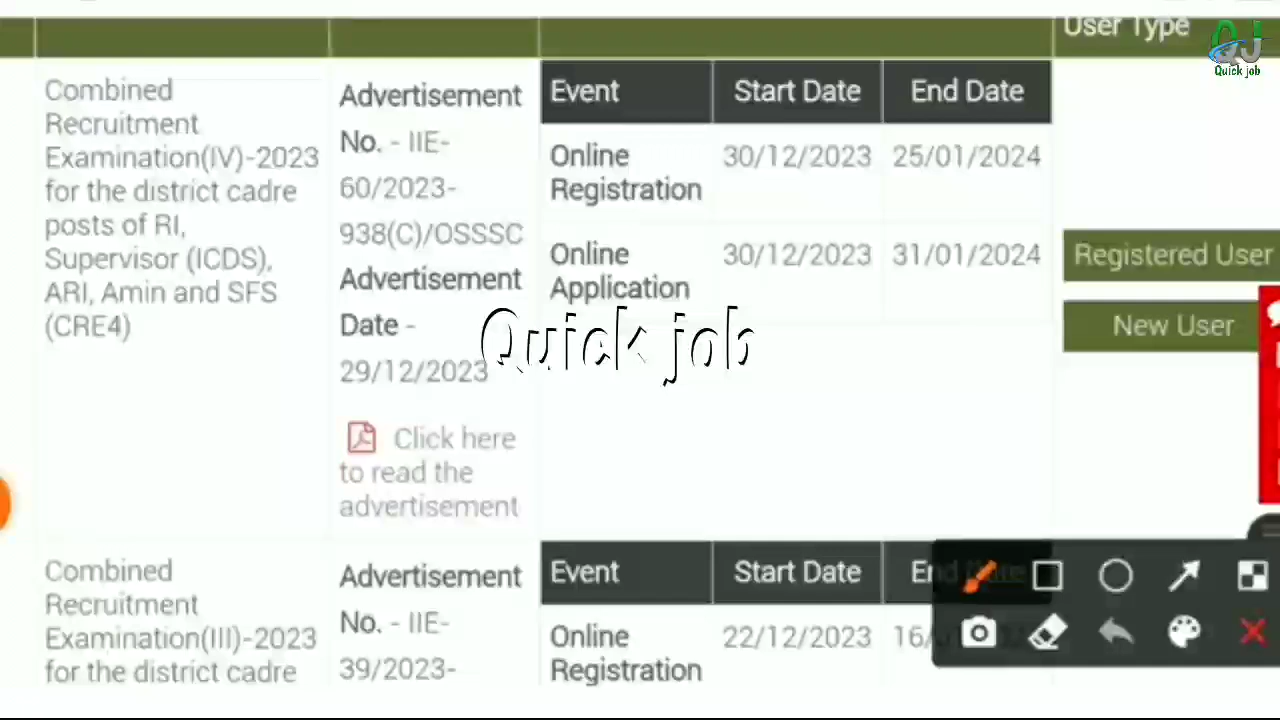 User Type
QJ
Quick job
Combined
Recruitment
Examination(IV)-2023
for the district cadre
posts of RI,
Supervisor (ICDS),
ARI, Amin and SFS
(CRE4)
Advertisement
No. - IIE-
60/2023-
938(C)/OSSSC
Advertisement
Date -
29/12/2023
Click here
to read the
advertisement
Event Start Date End Date
Online
Registration
30/12/2023 25/01/2024
Online
Application
30/12/2023 31/01/2024
Registered User
New User
Quick job
Combined
Recruitment
Examination(III)-2023
for the district cadre
Advertisement
No. - IIE-
39/2023-
Event Start Date End Date
Online
Registration
22/12/2023 16/